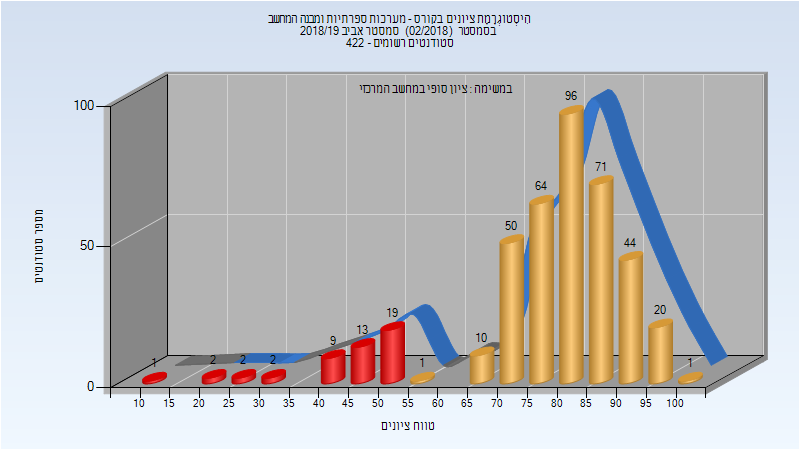 היסטוגרמת ציונים בקורס - מערכות ספרתיות ומבנה המחשב
בסמסטר (02/2018) סמסטר אביב 2018/19
סטודנטים רשומים - 422
במשימה : ציון סופי במחשב המרכזי
מספר סטודנטים
100
50
0
1
2
2
2
9
13
19
1
10
50
64
96
71
44
20
1
10 15 20 25 30 35 40 45 50 55 60 65 70 75 80 85 90 95 100
טווח ציונים